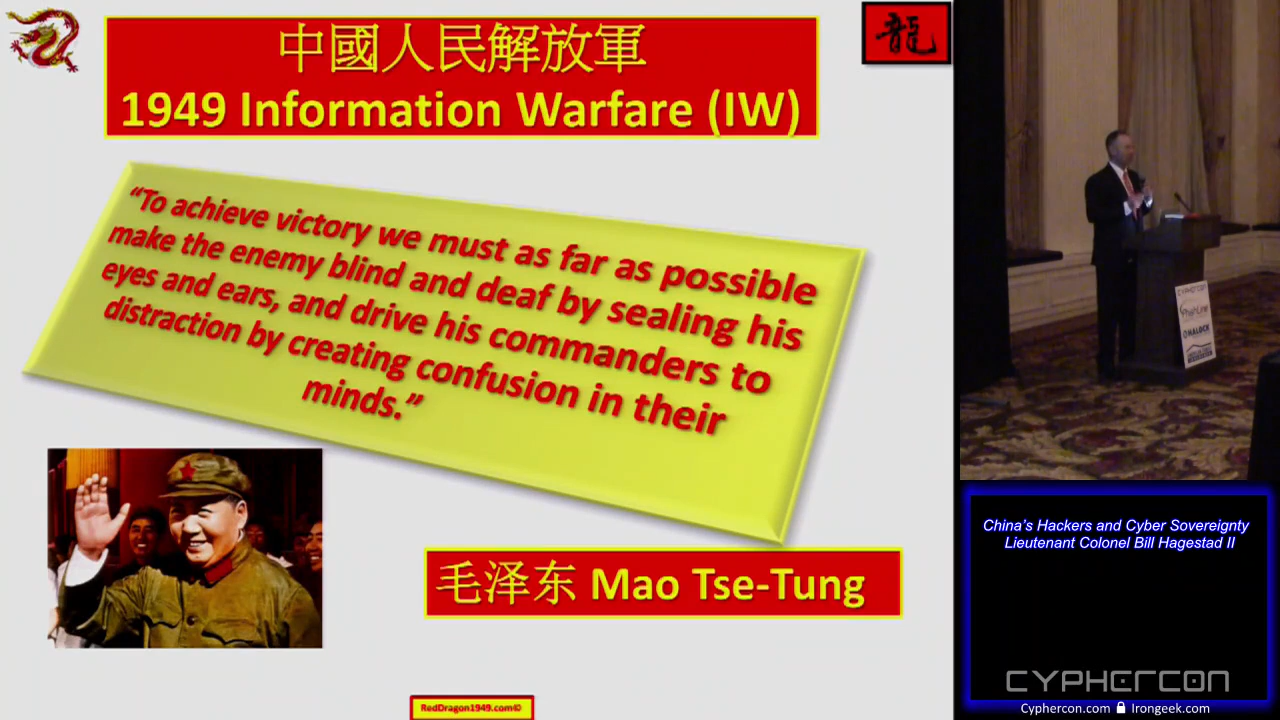 中國人民解放軍
1949 Information Warfare (IW)
龍
“To achieve victory we must as far as possible
make the enemy blind and deaf by sealing his
eyes and ears, and drive his commanders to
distraction by creating confusion in their
minds.”
毛泽东 Mao Tse-Tung
RedDragon1949.com©
CYPHERCON
China's Hackers and Cyber Sovereignty
Lieutenant Colonel Bill Hagestad II
CYPHERCON
Cyphercon.com Irongeek.com